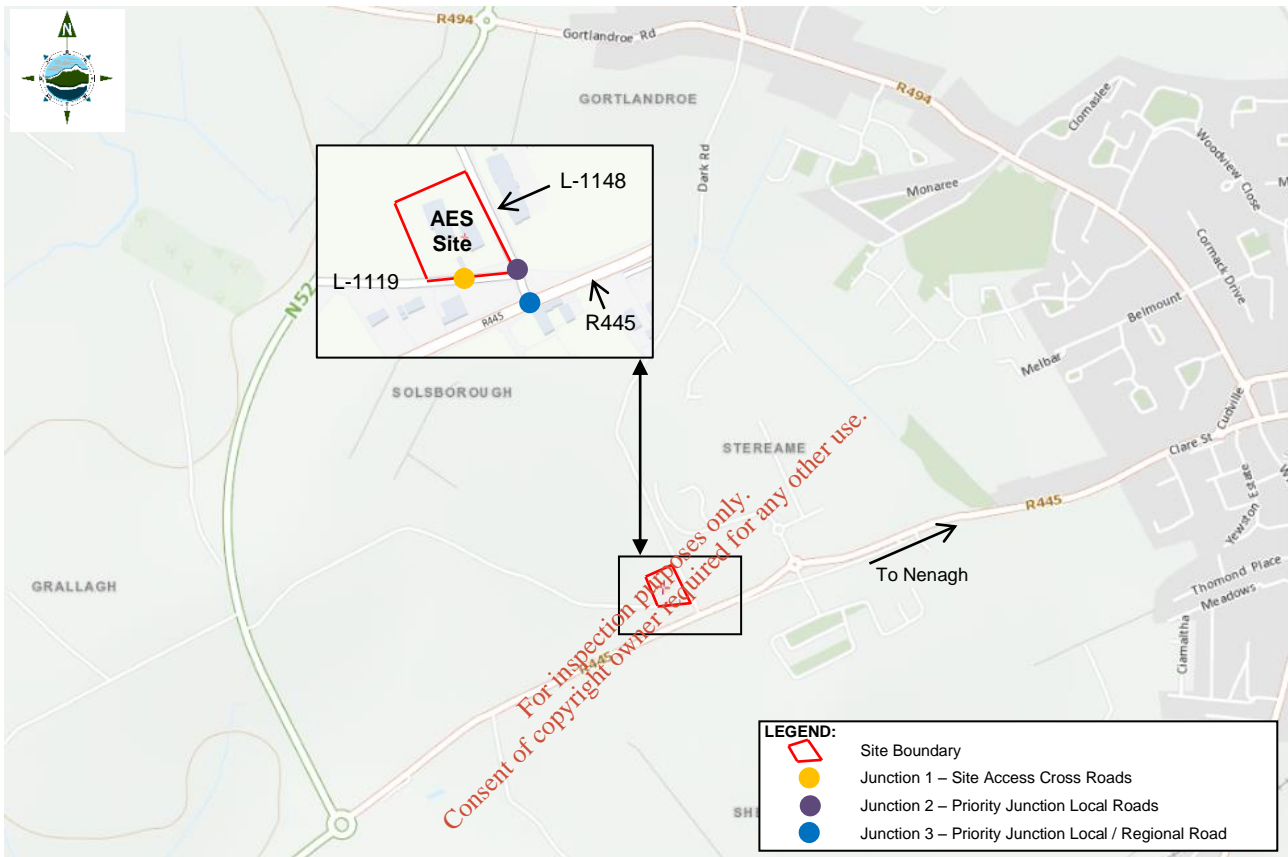 N
R494
Gortlandroe Rd
GORTLANDROE
R494
Clomaslee
Woodview Close
Monaree
Dark Rd
Cormack Drive
L-1148
AES
Site
L-1119
R445
R445
N52
Belmount
Melbar
SOLSBOROUGH
STEREAME
Cudville
Clare St
Yewston Estate
R445
To Nenagh
Thomond Place
Meadows
Ciamaltha
GRALLAGH
R445
For inspection purposes only.
Consent of copyright owner required for any other use.
SHE
LEGEND:
Site Boundary
Junction 1 – Site Access Cross Roads
Junction 2 – Priority Junction Local Roads
Junction 3 – Priority Junction Local / Regional Road